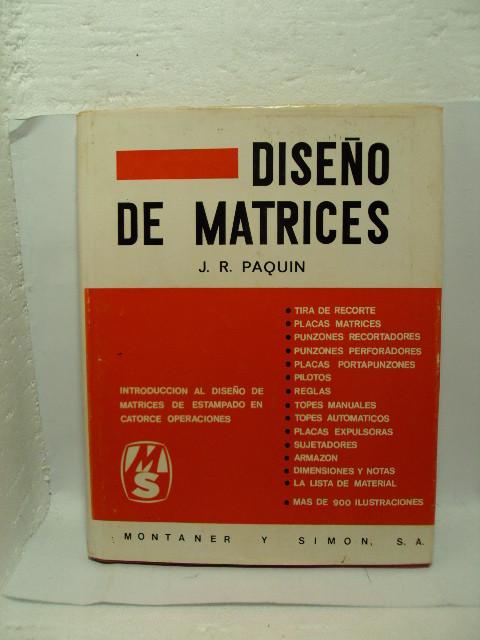 DISEÑO
DE MATRICES
J. R. PAQUIN
• TIRA DE RECORTE
• PLACAS MATRICES
• PUNZONES RECORTADORES
• PUNZONES PERFORADORES
• PLACAS PORTAPUNZONES
• PILOTOS
• REGLAS
• TOPES MANUALES
• TOPES AUTOMATICOS
• PLACAS EXPULSORAS
• SUJETADORES
• ARMAZON
• DIMENSIONES Y NOTAS
• LA LISTA DE MATERIAL
• MAS DE 900 ILUSTRACIONES
INTRODUCCION AL DISEÑO DE
MATRICES DE ESTAMPADO EN
CATORCE OPERACIONES
MS
MONTANER Y SIMON, S. A.